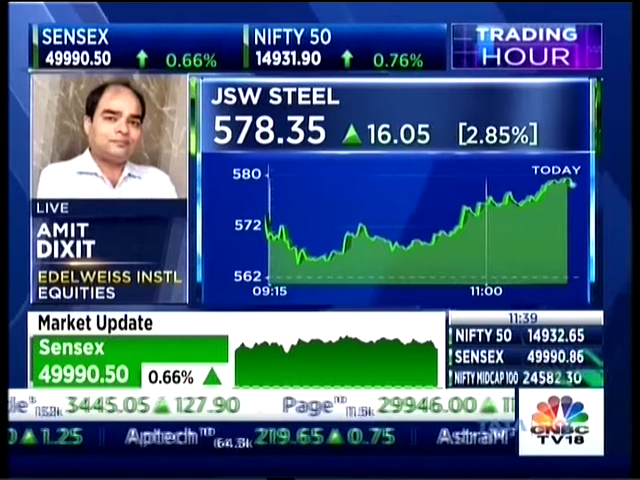 SENSEX
49990.50 0.66%
NIFTY 50
14931.90 0.76%
TRADING
HOUR
JSW STEEL
578.35 16.05 [2.85%]
TODAY
580
572
562
09:15 11:00
LIVE
AMIT
DIXIT
EDELWEISS INSTL
EQUITIES
Market Update
Sensex
49990.50 0.66%
11:39
NIFTY 50 14932.65
SENSEX 49990.86
NIFTY MIDCAP 100 24582.30
3445.05 127.90 Page 29946.00
1.25 Aptech 219.65 0.75 Astra
CNBC
TV18